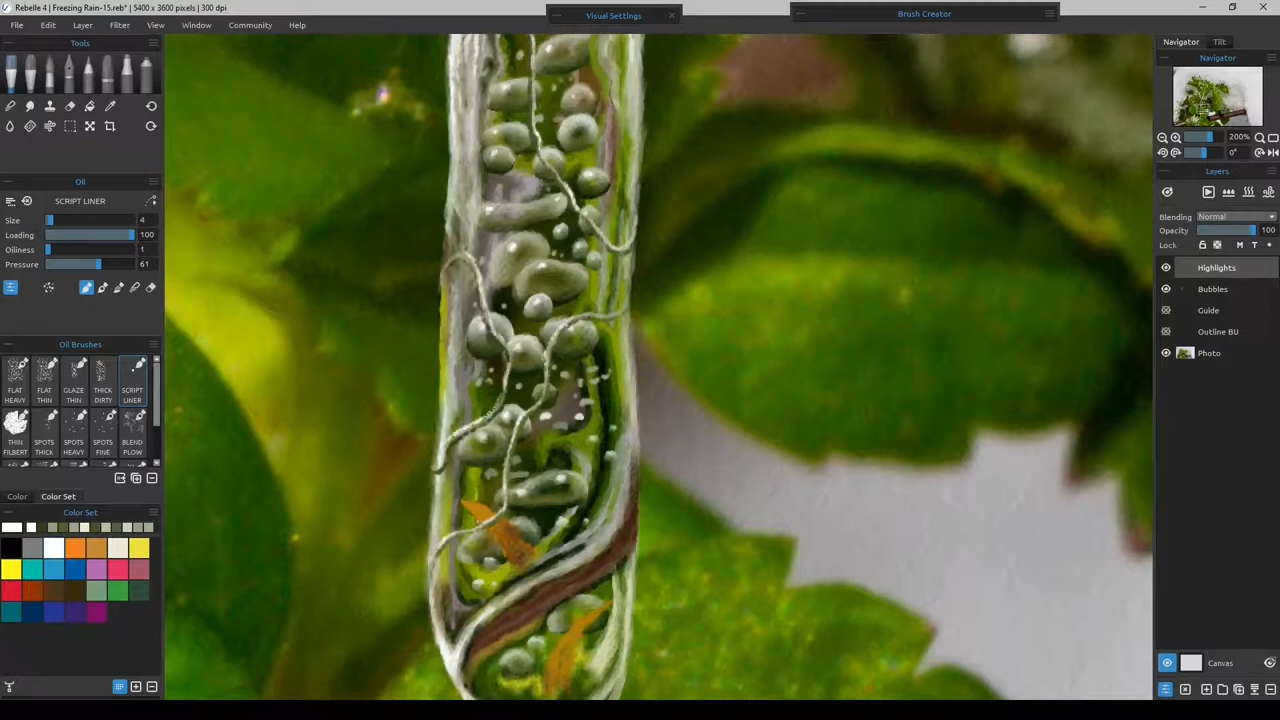 Rebelle 4 | Freezing Rain-15.reb* | 5400 x 3600 pixels | 300 dpi
Visual Settings
Brush Creator
File Edit Layer Filter View Window Community Help
Tools
Oil
SCRIPT LINER
Size 4
Loading 100
Oiliness 1
Pressure 61
Oil Brushes
FLAT HEAVY
FLAT THIN
GLAZE THIN
THICK DIRTY
SCRIPT LINER
THIN FILBERT
SPOTS THICK
SPOTS HEAVY
SPOTS FINE
BLEND PLOW
Color Color Set
Color Set
Navigator Tilt
Navigator
200%
0°
Layers
Blending Normal
Opacity 100
Lock M T
Highlights
Bubbles
Guide
Outline BU
Photo
Canvas